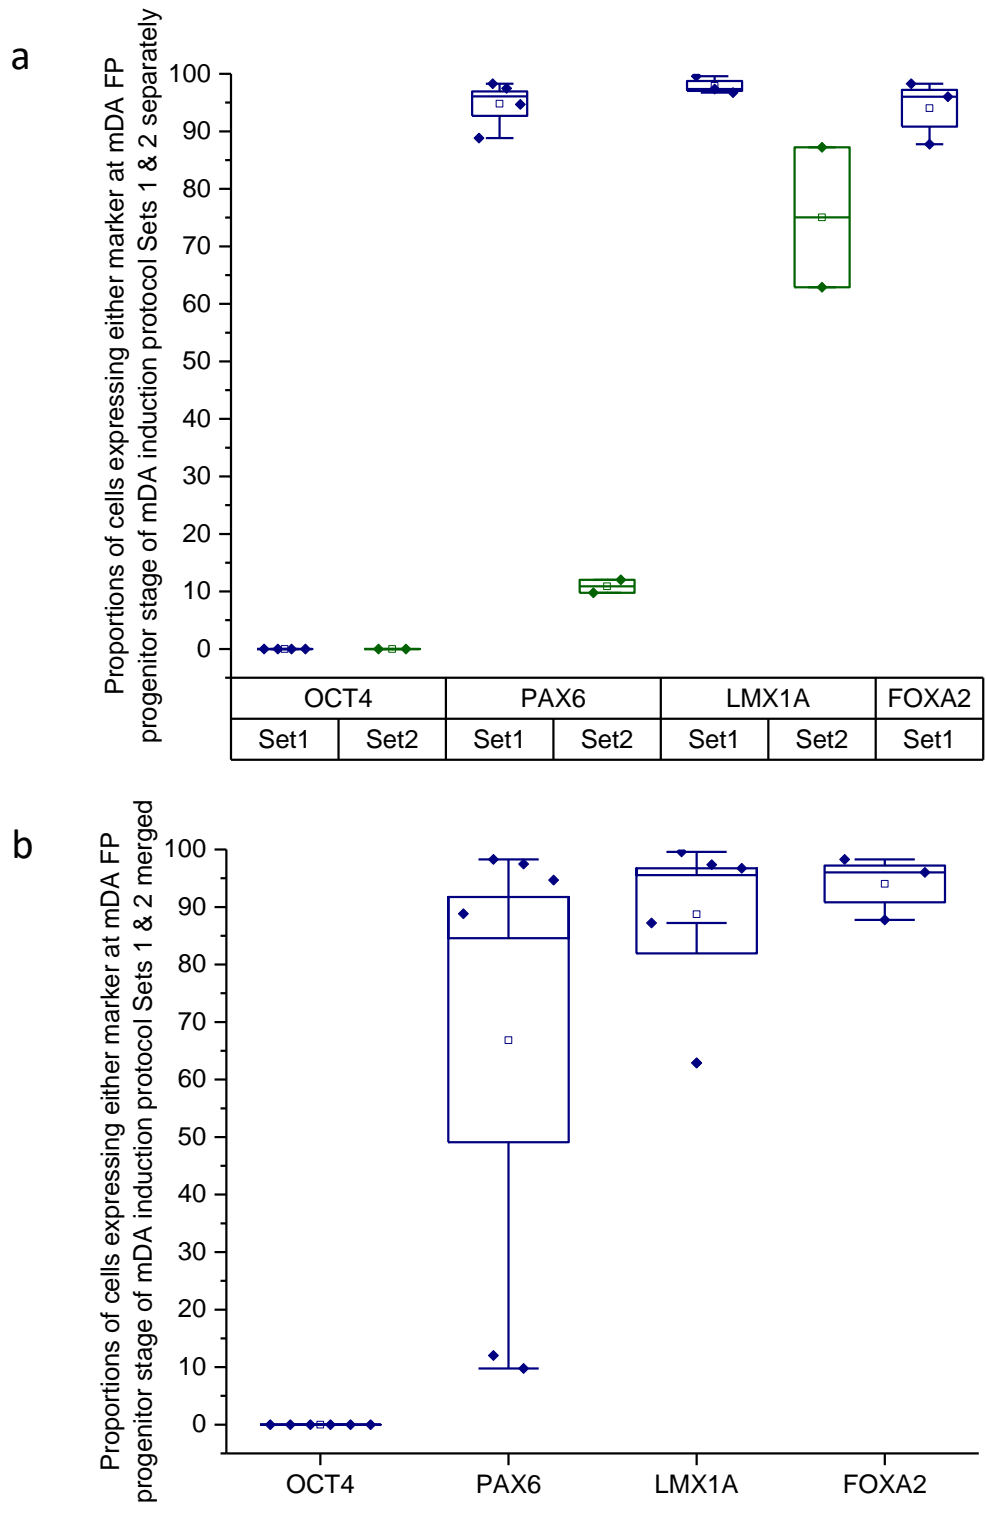 a
Proportions of cells expressing either marker at mDA FP
progenitor stage of mDA induction protocol Sets 1 & 2 separately
100
90
80
70
60
50
40
30
20
10
0
OCT4 PAX6 LMX1A FOXA2
Set1 Set2 Set1 Set2 Set1 Set2 Set1
b
Proportions of cells expressing either marker at mDA FP
progenitor stage of mDA induction protocol Sets 1 & 2 merged
100
90
80
70
60
50
40
30
20
10
0
OCT4 PAX6 LMX1A FOXA2